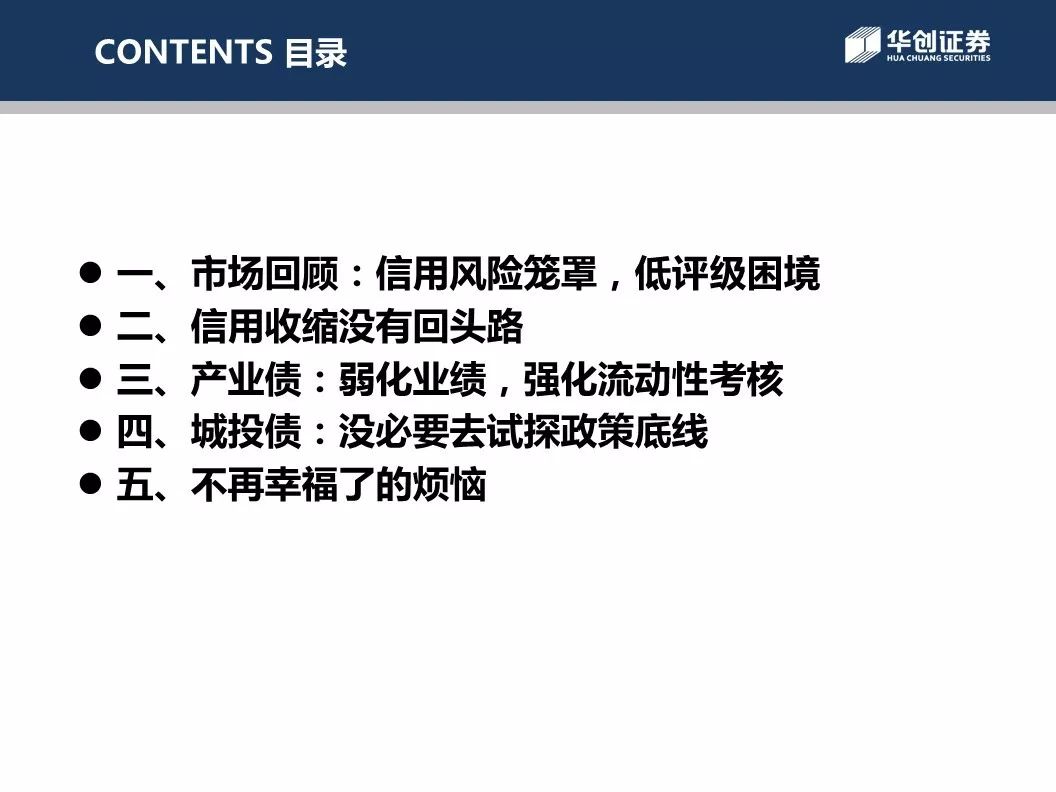 CONTENTS 目录
华创证券
HUA CHUANG SECURITIES
● 一、市场回顾：信用风险笼罩，低评级困境
● 二、信用收缩没有回头路
● 三、产业债：弱化业绩，强化流动性考核
● 四、城投债：没必要去试探政策底线
● 五、不再幸福了的烦恼